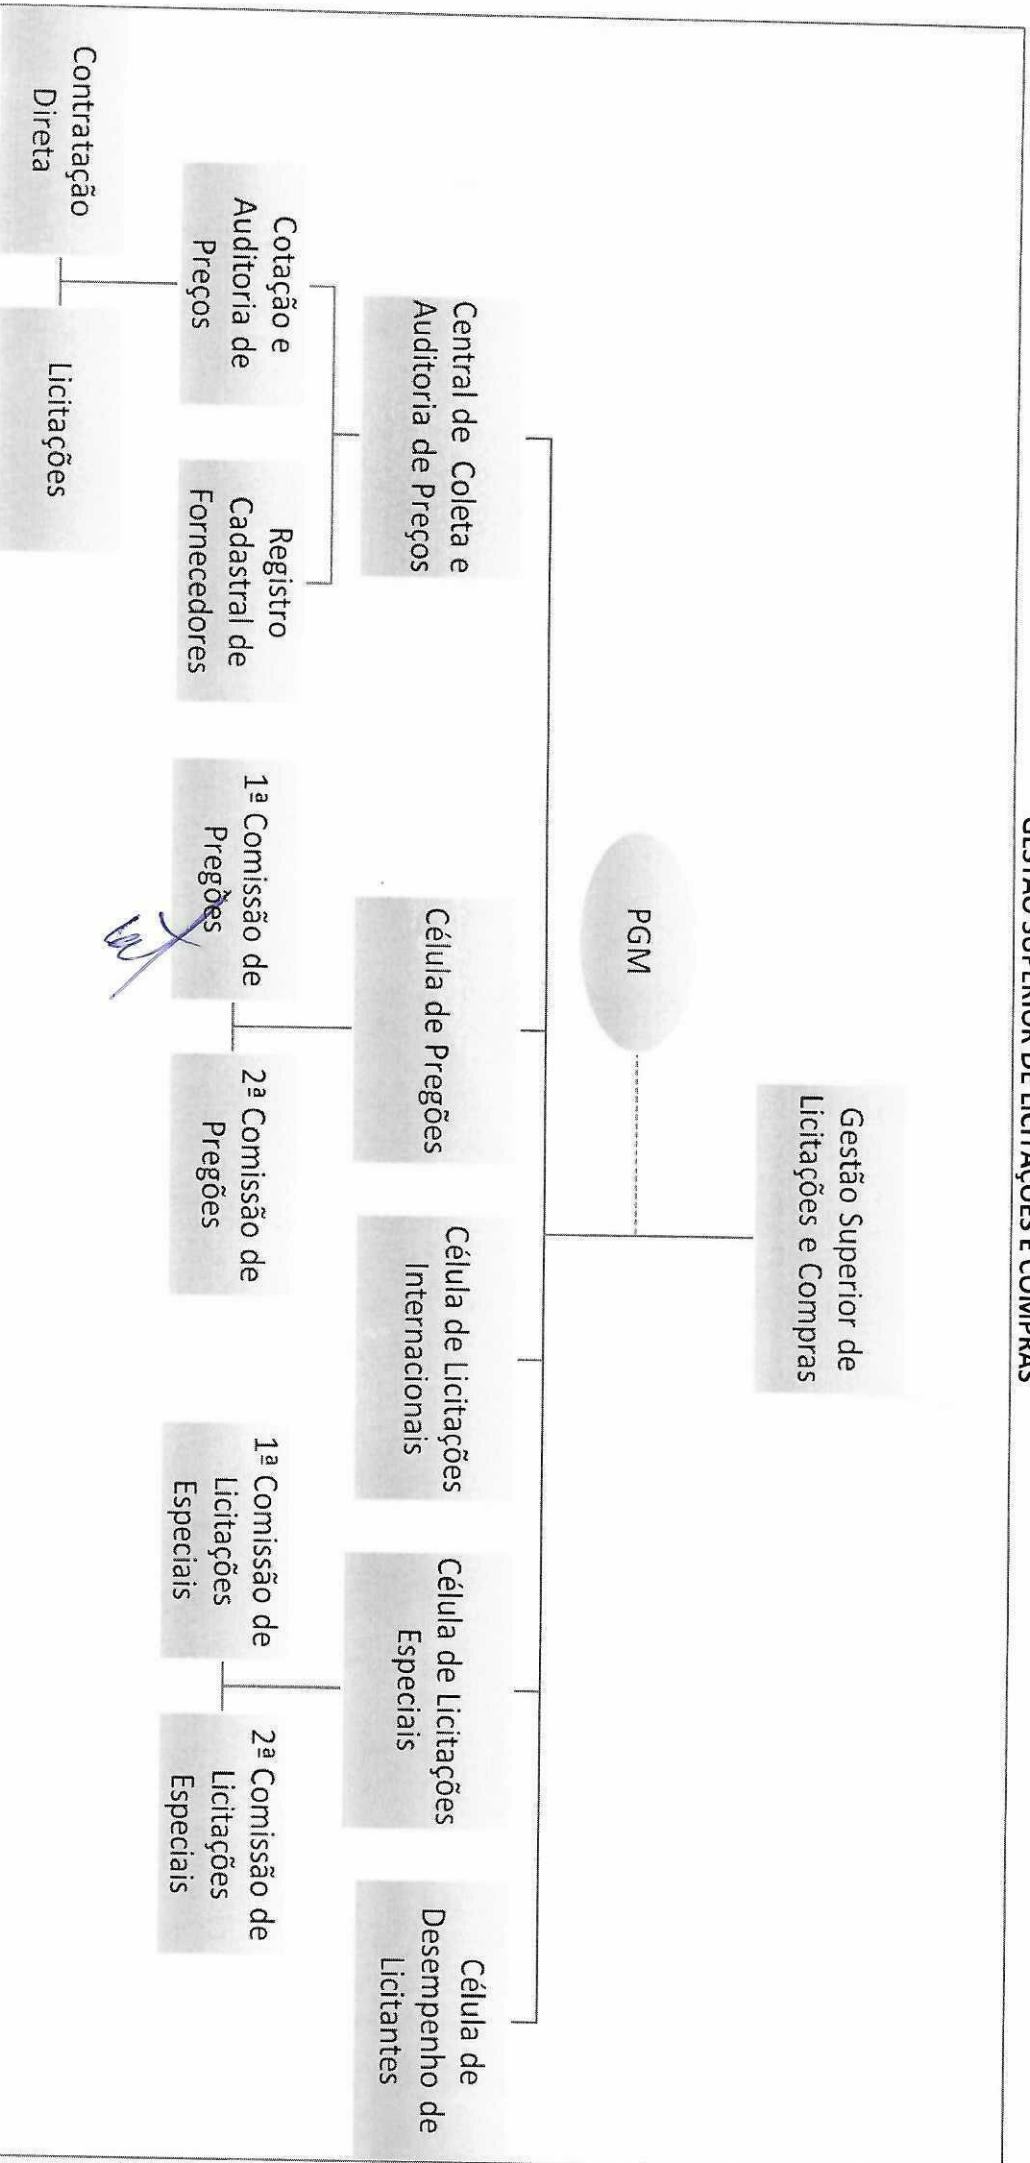 GESTÃO SUPERIOR DE LICITAÇÕES E COMPRAS
Gestão Superior de
Licitações e Compras
PGM
Central de Coleta e
Auditoria de Preços
Célula de Pregões
Célula de Licitações
Internacionais
Célula de Licitações
Especiais
Célula de
Desempenho de
Licitantes
Cotação e
Auditoria de
Preços
Registro
Cadastral de
Fornecedores
1ª Comissão de
Pregões
2ª Comissão de
Pregões
1ª Comissão de
Licitações
Especiais
2ª Comissão de
Licitações
Especiais
Contratação
Direta
Licitações